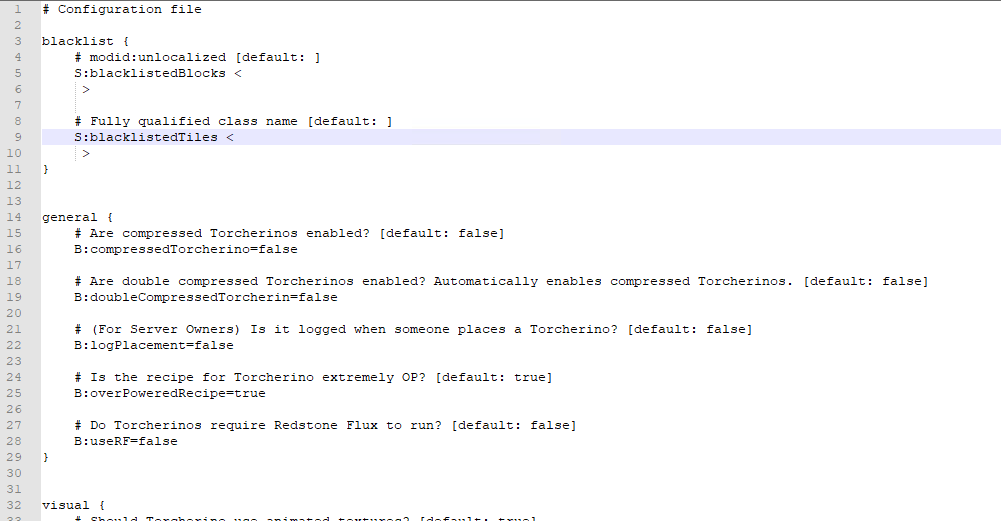 1 # Configuration file
2
3 blacklist {
4     # modid:unlocalized [default: ]
5     S:blacklistedBlocks <
6      >
7
8     # Fully qualified class name [default: ]
9     S:blacklistedTiles <
10      >
11 }
12
13
14 general {
15     # Are compressed Torcherinos enabled? [default: false]
16     B:compressedTorcherino=false
17
18     # Are double compressed Torcherinos enabled? Automatically enables compressed Torcherinos. [default: false]
19     B:doubleCompressedTorcherin=false
20
21     # (For Server Owners) Is it logged when someone places a Torcherino? [default: false]
22     B:logPlacement=false
23
24     # Is the recipe for Torcherino extremely OP? [default: true]
25     B:overPoweredRecipe=true
26
27     # Do Torcherinos require Redstone Flux to run? [default: false]
28     B:useRF=false
29 }
30
31
32 visual {
33     # Should Torcherino use animated textures? [default: true]